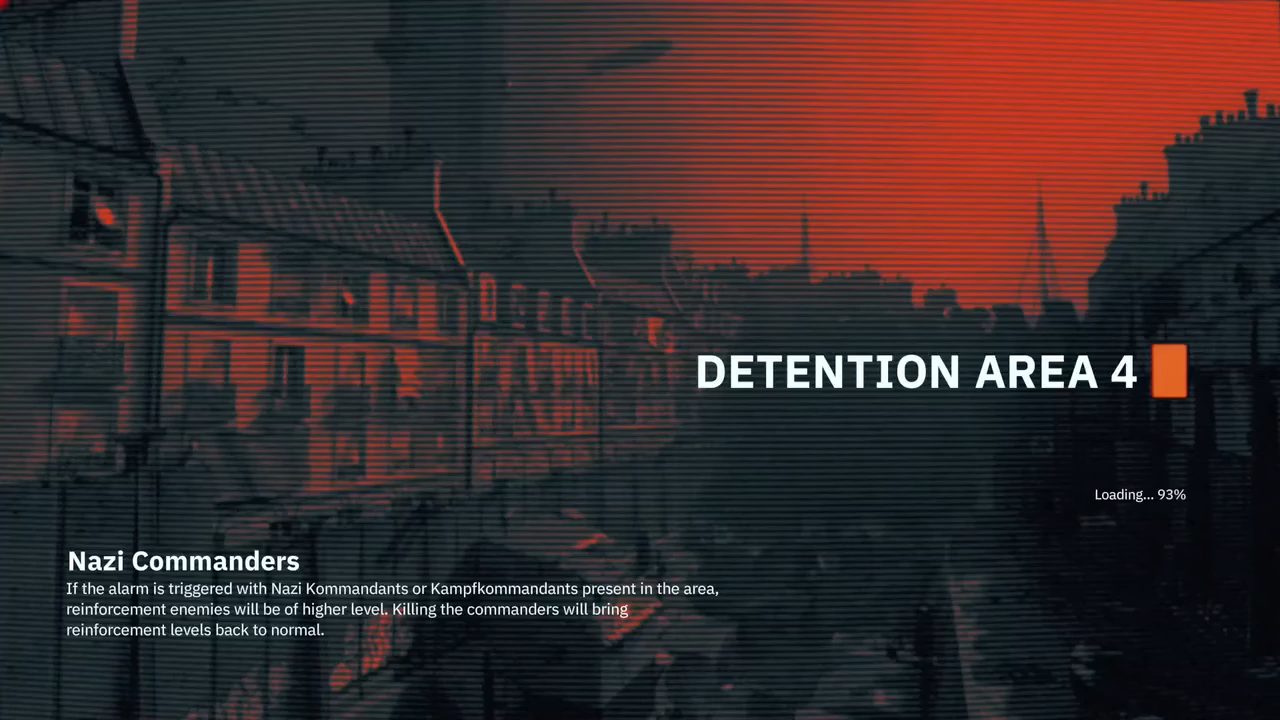 DETENTION AREA 4
Loading... 93%
Nazi Commanders
If the alarm is triggered with Nazi Kommandants or Kampfkommandants present in the area,
reinforcement enemies will be of higher level. Killing the commanders will bring
reinforcement levels back to normal.